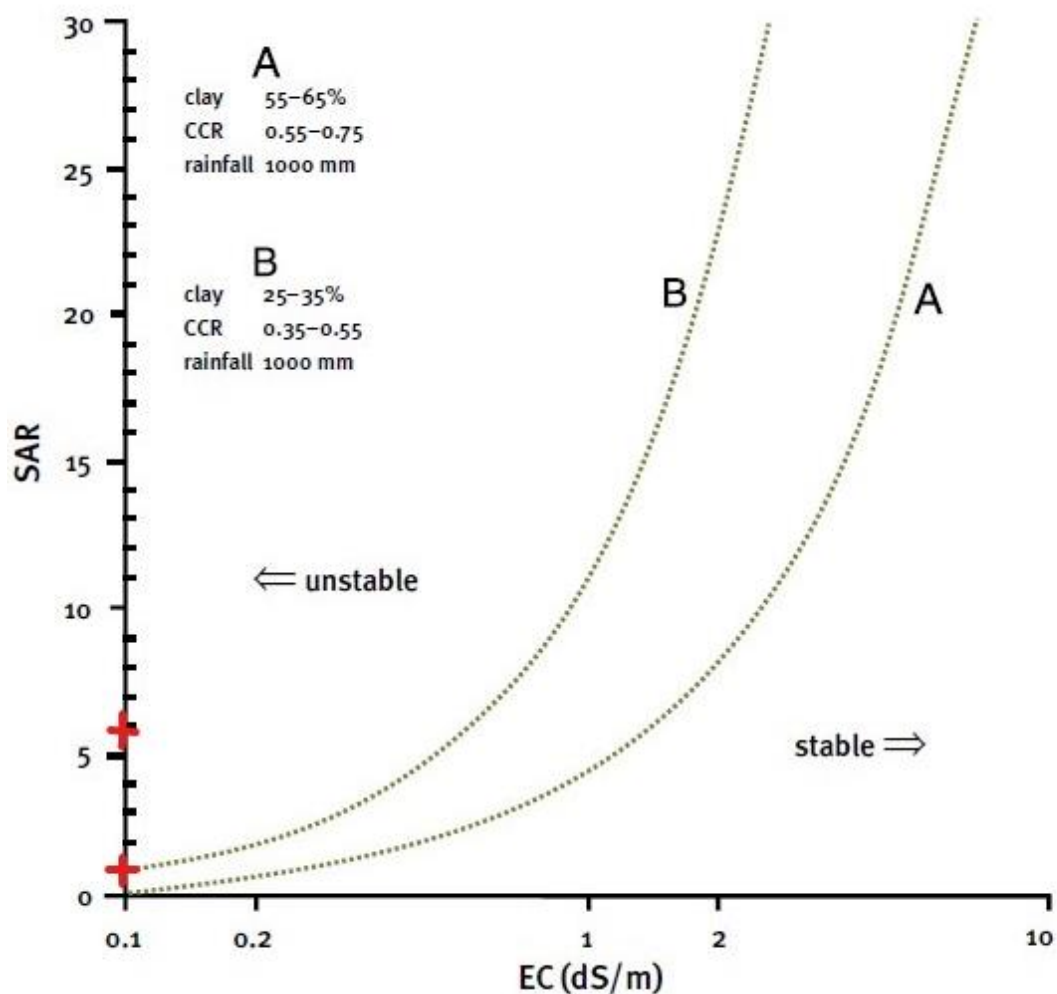 30
A
clay 55–65%
CCR 0.55–0.75
rainfall 1000 mm
25
B
clay 25–35%
CCR 0.35–0.55
rainfall 1000 mm
B
A
20
SAR
15
⇐ unstable
10
stable ⇒
5
0
0.1 0.2 1 2 10
EC (dS/m)